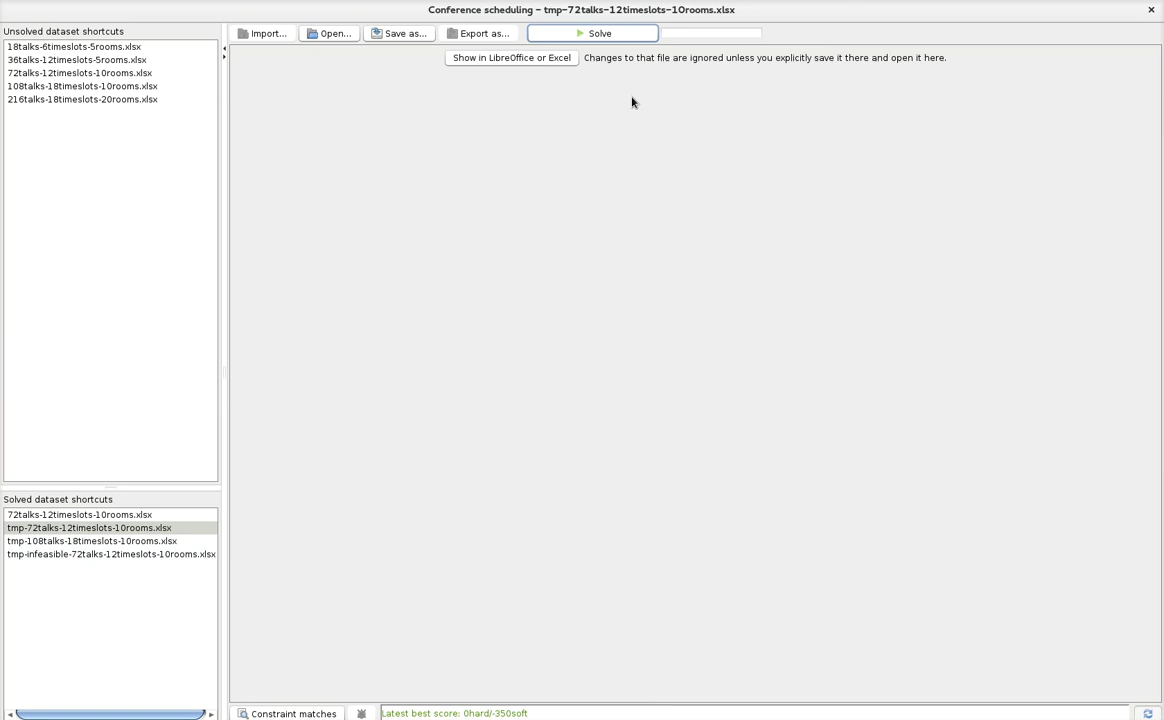 Conference scheduling - tmp-72talks-12timeslots-10rooms.xlsx
Unsolved dataset shortcuts
18talks-6timeslots-5rooms.xlsx
36talks-12timeslots-5rooms.xlsx
72talks-12timeslots-10rooms.xlsx
108talks-18timeslots-10rooms.xlsx
216talks-18timeslots-20rooms.xlsx
Import... Open... Save as... Export as... Solve
Show in LibreOffice or Excel Changes to that file are ignored unless you explicitly save it there and open it here.
Solved dataset shortcuts
72talks-12timeslots-10rooms.xlsx
tmp-72talks-12timeslots-10rooms.xlsx
tmp-108talks-18timeslots-10rooms.xlsx
tmp-infeasible-72talks-12timeslots-10rooms.xlsx
Constraint matches Latest best score: 0hard/-350soft